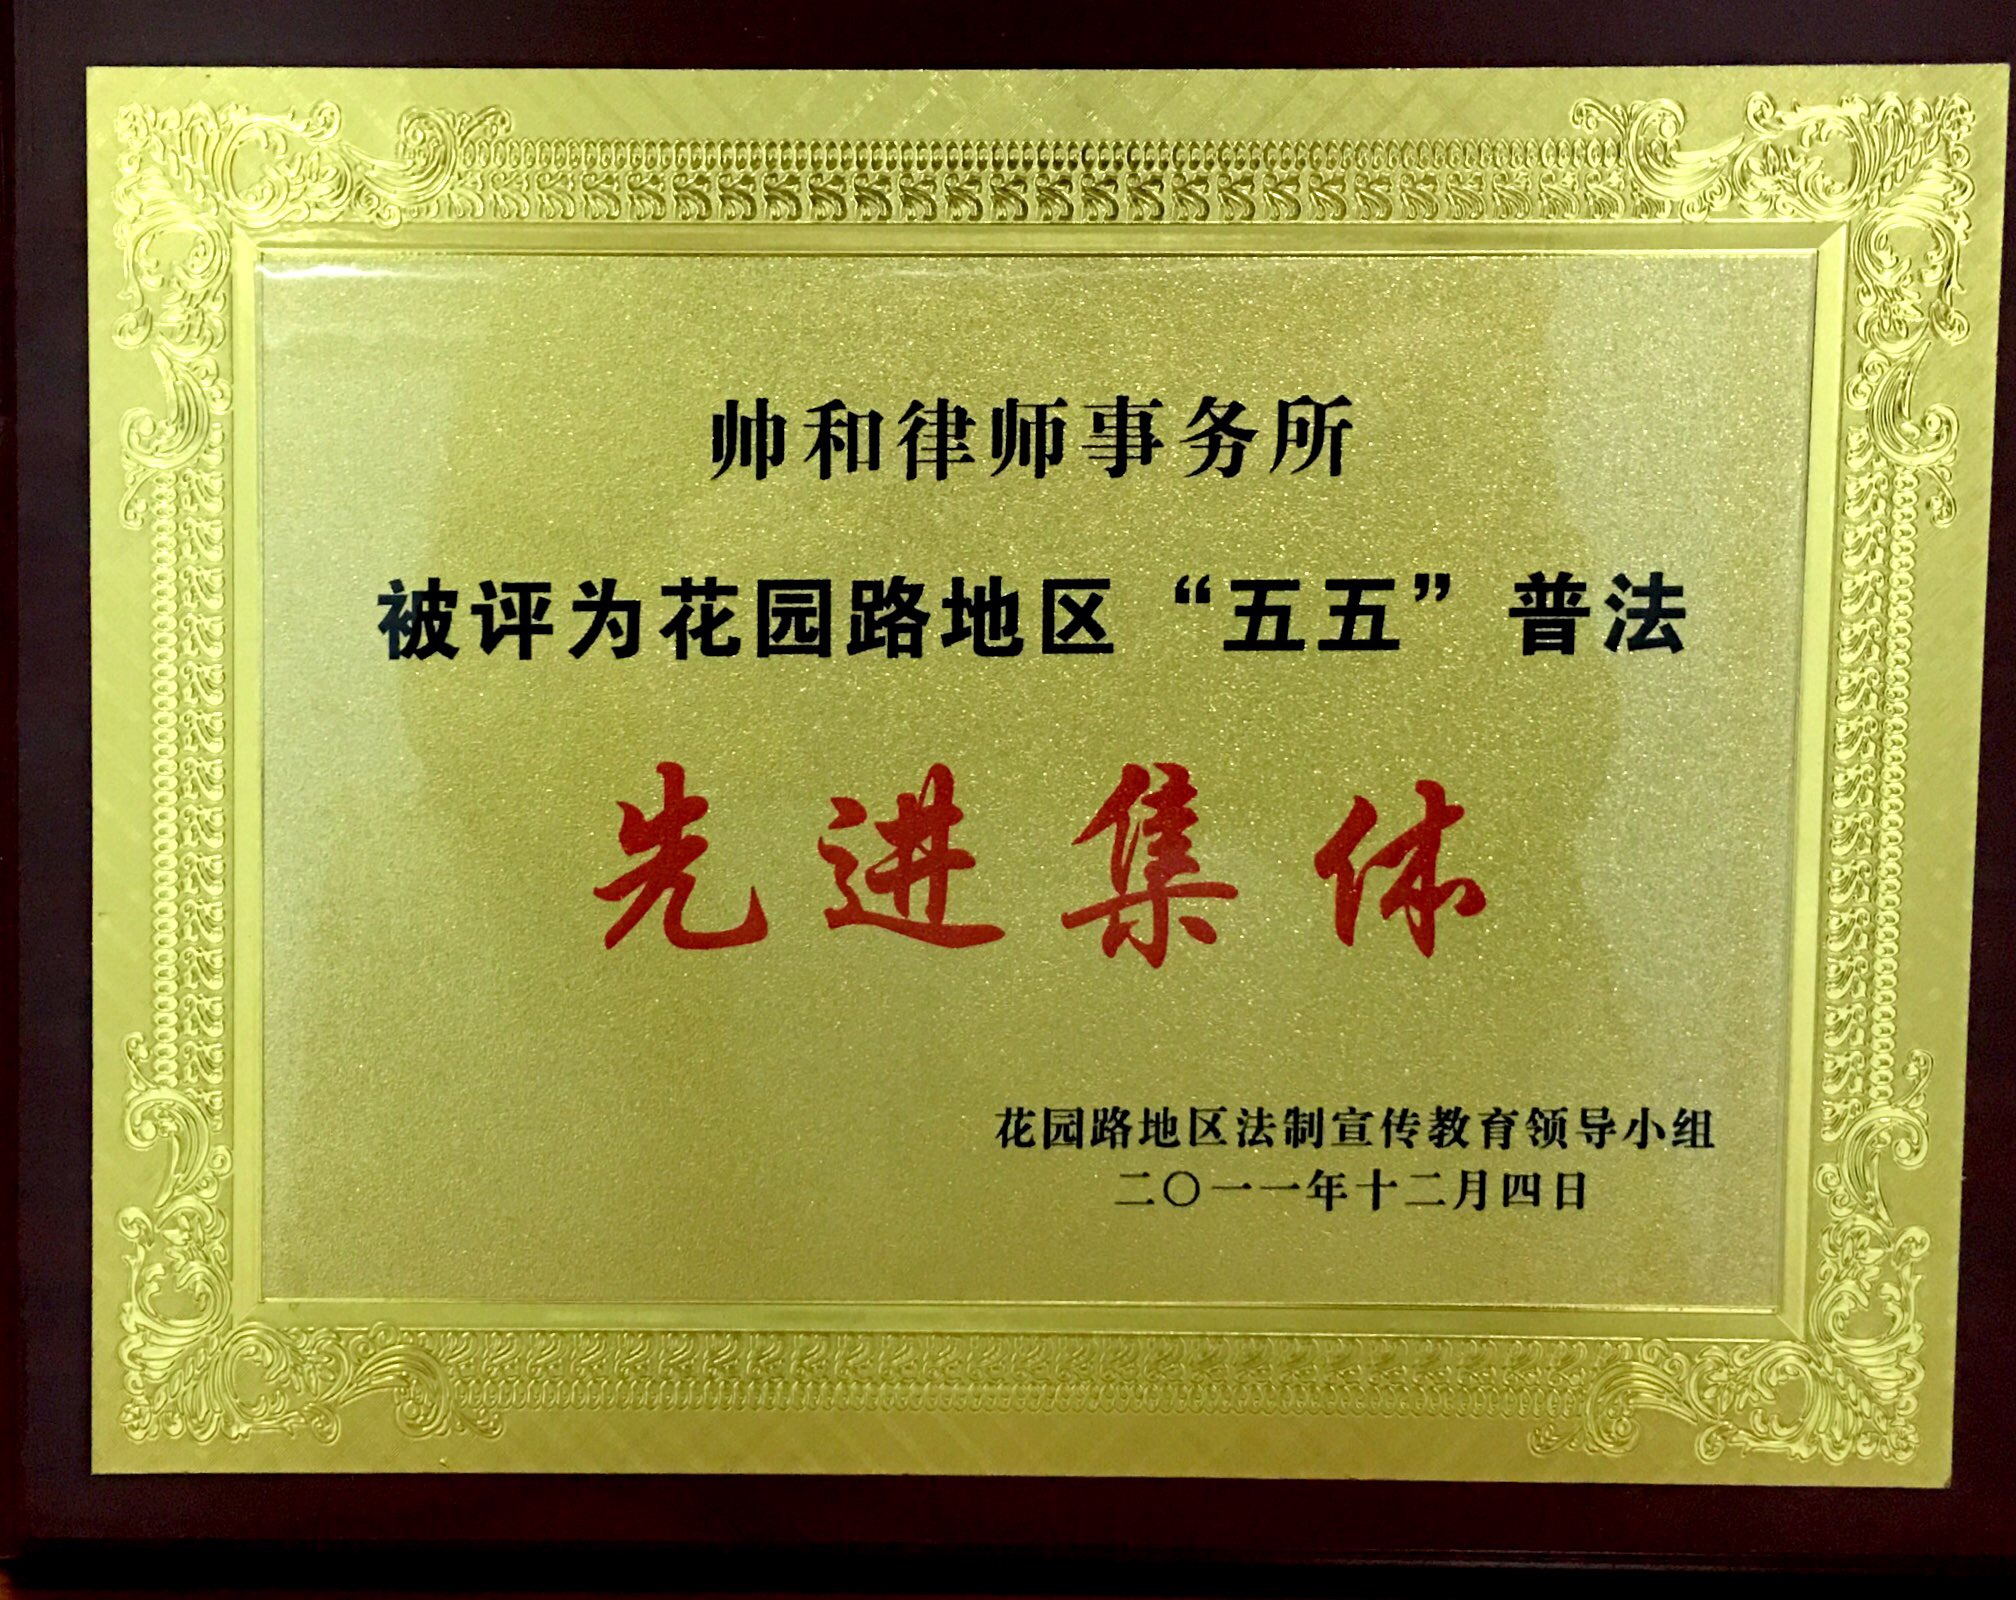 帅和律师事务所
被评为花园路地区“五五”普法
先进集体
花园路地区法制宣传教育领导小组
二〇一一年十二月四日